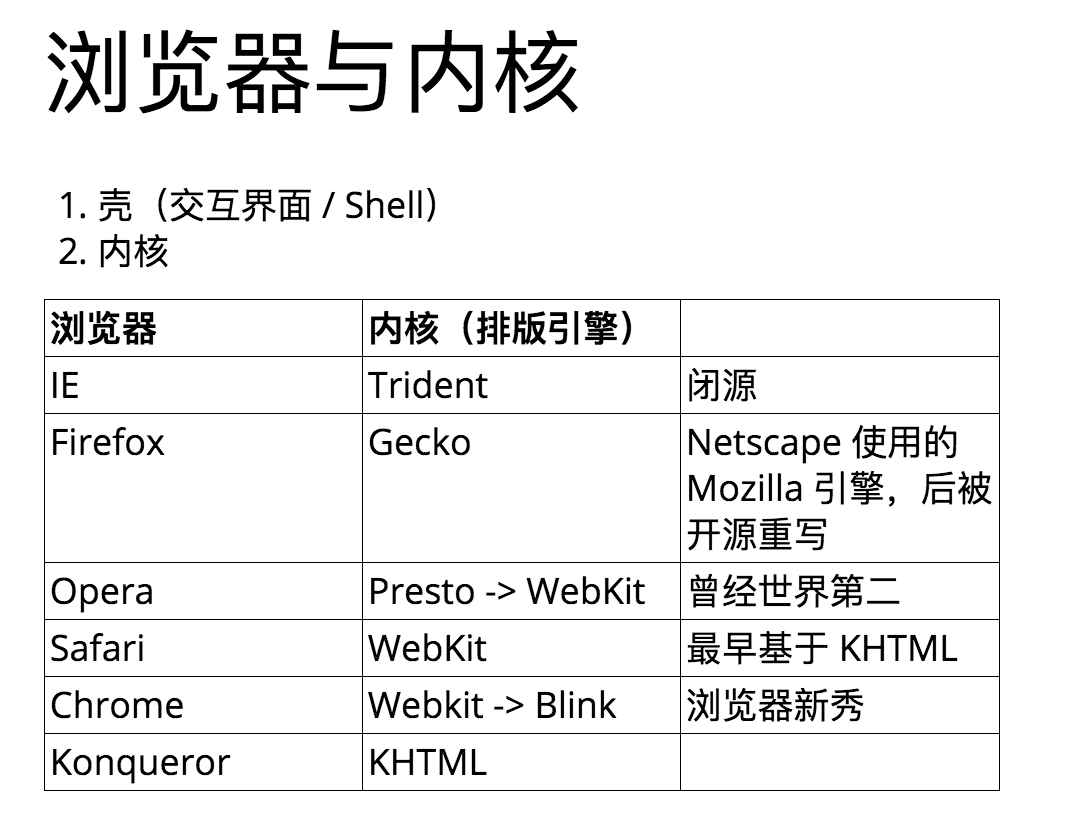 浏览器与内核
1. 壳（交互界面 / Shell）
2. 内核
浏览器 内核（排版引擎）
IE Trident 闭源
Firefox Gecko Netscape 使用的
Mozilla 引擎，后被
开源重写
Opera Presto -> WebKit 曾经世界第二
Safari WebKit 最早基于 KHTML
Chrome Webkit -> Blink 浏览器新秀
Konqueror KHTML